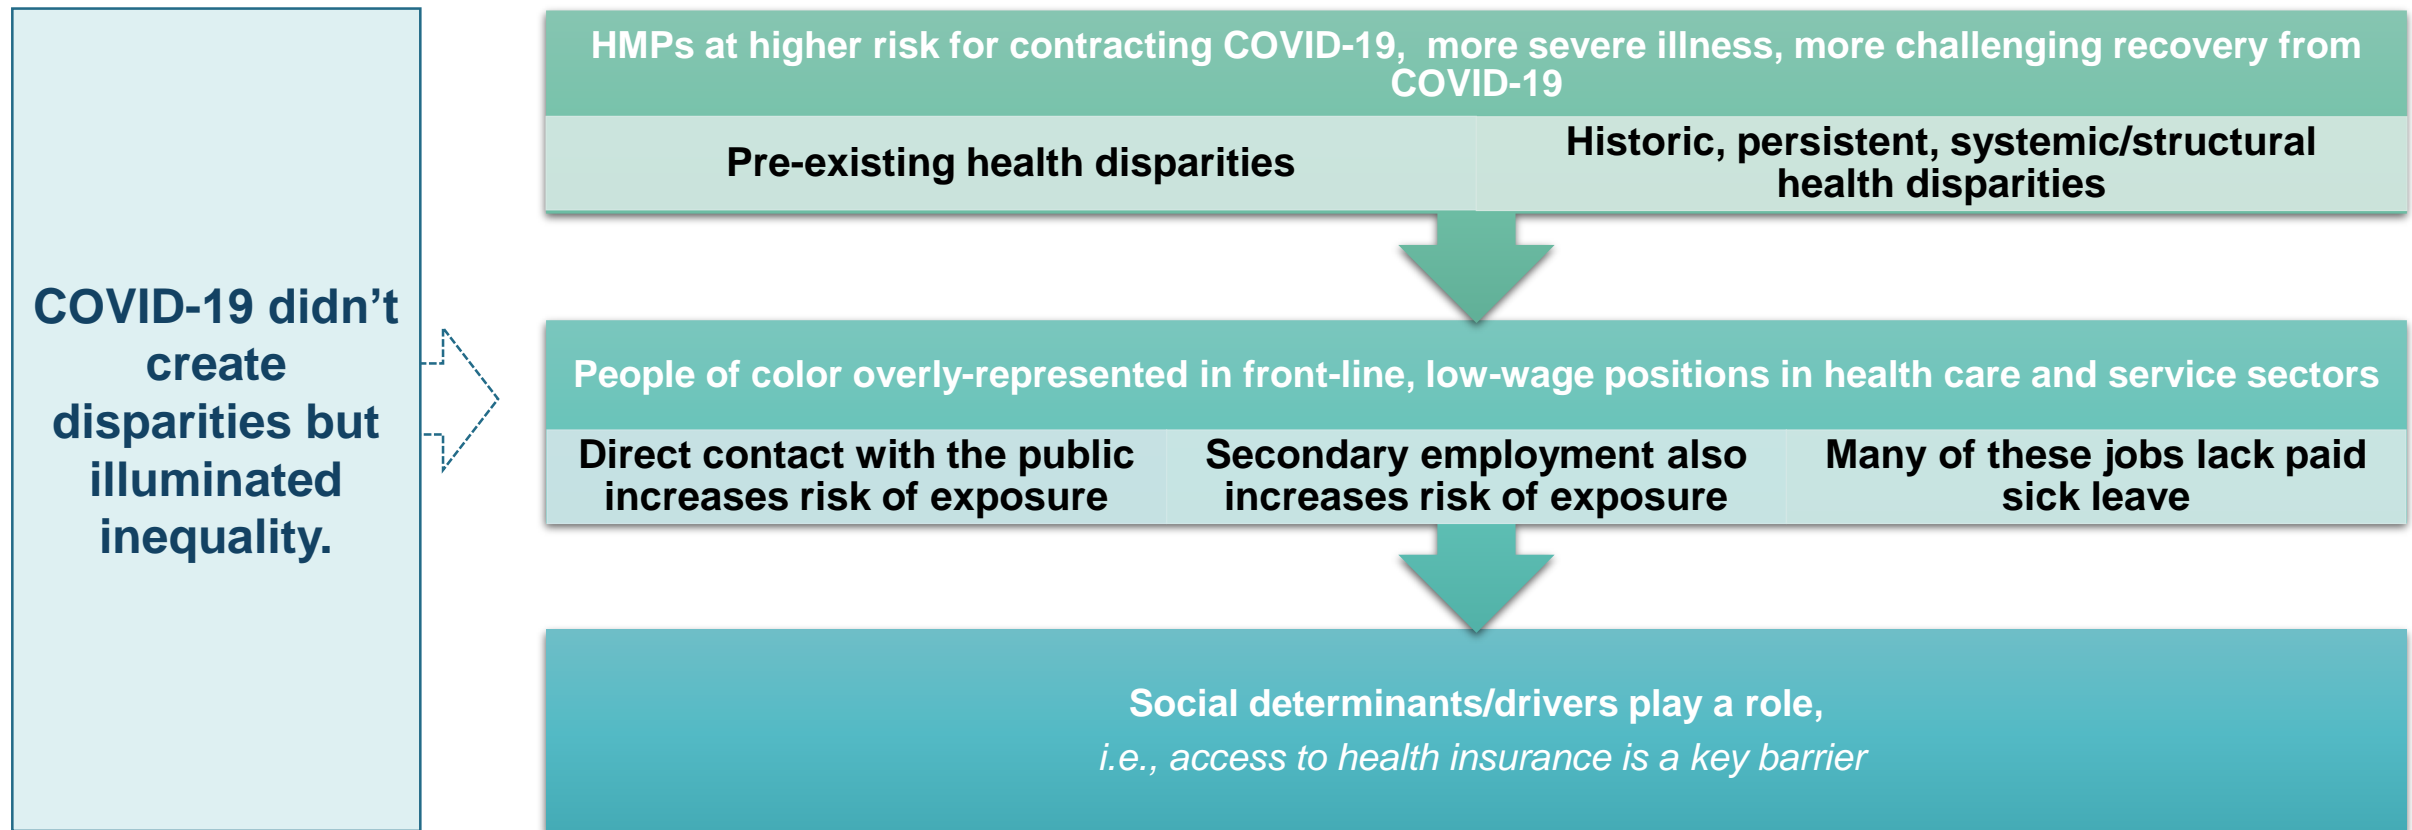 COVID-19 didn’t
create
disparities but
illuminated
inequality.
HMPs at higher risk for contracting COVID-19,  more severe illness, more challenging recovery from
COVID-19
Pre-existing health disparities
Historic, persistent, systemic/structural
health disparities
People of color overly-represented in front-line, low-wage positions in health care and service sectors
Direct contact with the public
increases risk of exposure
Secondary employment also
increases risk of exposure
Many of these jobs lack paid
sick leave
Social determinants/drivers play a role,
i.e., access to health insurance is a key barrier